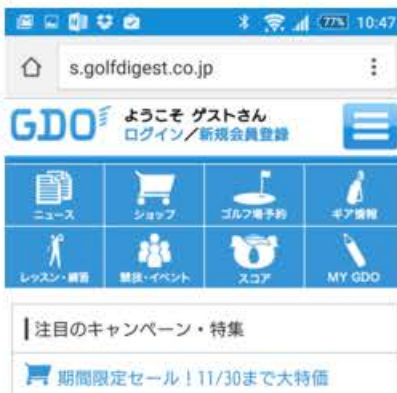 77% 10:47
s.golfdigest.co.jp
GDO ようこそ ゲストさん
ログイン／新規会員登録
ニュース ショップ ゴルフ場予約 ギア情報
レッスン・練習 競技・イベント スコア MY GDO
注目のキャンペーン・特集
期間限定セール！11/30まで大特価